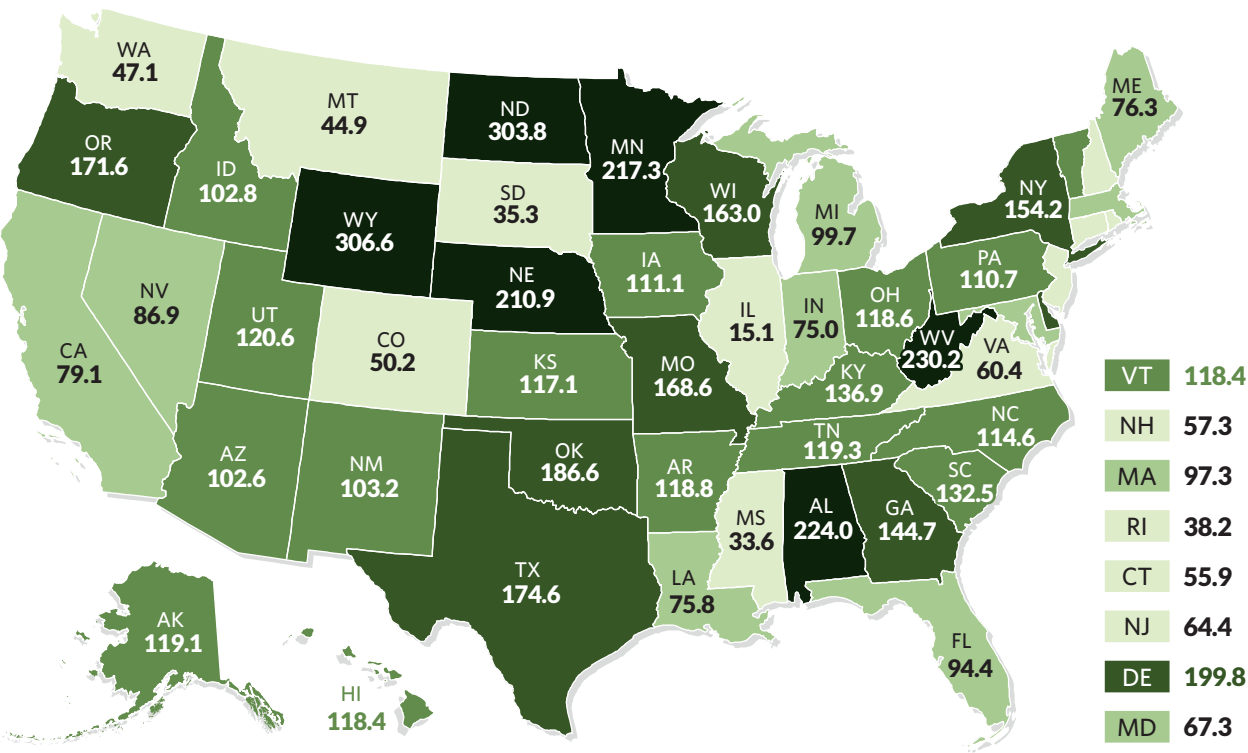 WA
47.1
MT
44.9
ND
303.8
MN
217.3
ME
76.3
OR
171.6
ID
102.8
WY
306.6
SD
35.3
WI
163.0
MI
99.7
NY
154.2
NV
86.9
UT
120.6
CO
50.2
NE
210.9
IA
111.1
IL
15.1
IN
75.0
OH
118.6
PA
110.7
CA
79.1
KS
117.1
MO
168.6
KY
136.9
WV
230.2
VA
60.4
AZ
102.6
NM
103.2
OK
186.6
AR
118.8
TN
119.3
NC
114.6
SC
132.5
TX
174.6
LA
75.8
MS
33.6
AL
224.0
GA
144.7
FL
94.4
AK
119.1
HI
118.4
VT 118.4
NH 57.3
MA 97.3
RI 38.2
CT 55.9
NJ 64.4
DE 199.8
MD 67.3